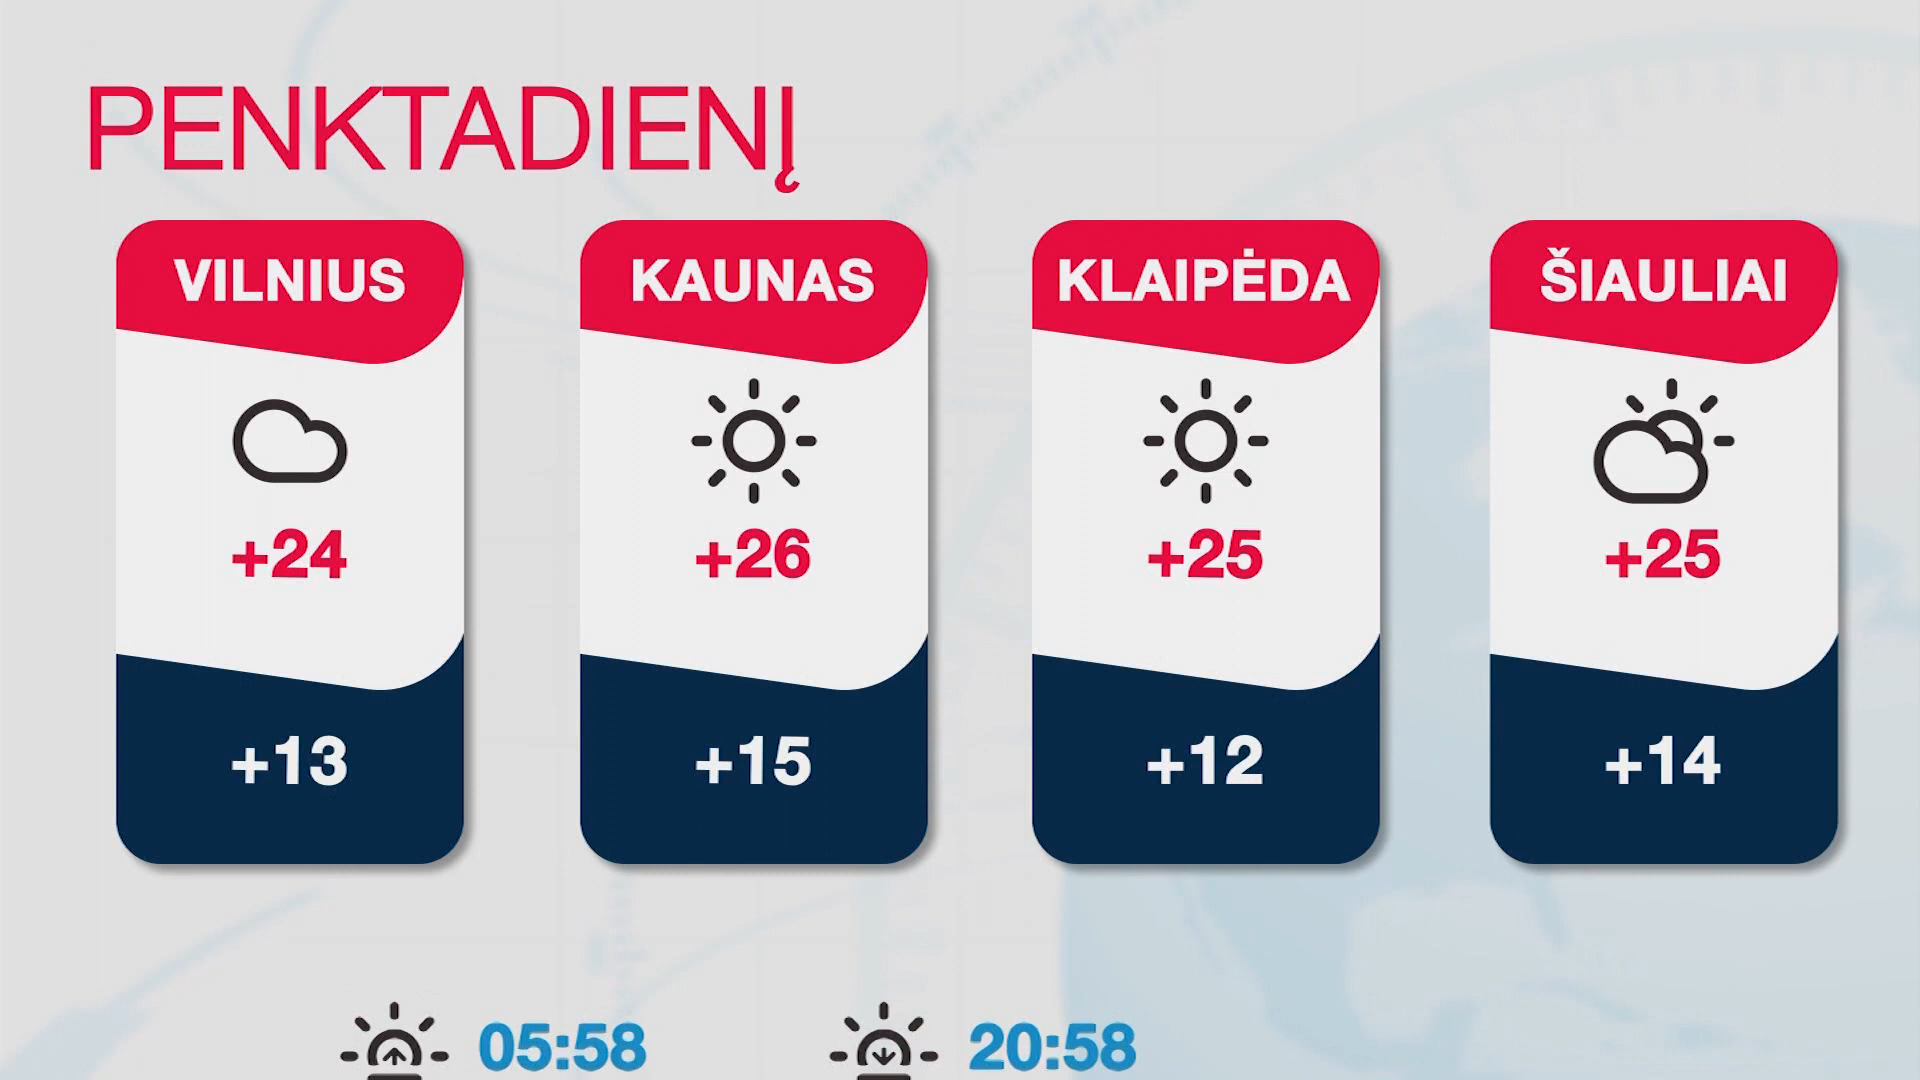 PENKTADIENĮ
VILNIUS
+24
+13
KAUNAS
+26
+15
KLAIPĖDA
+25
+12
ŠIAULIAI
+25
+14
05:58
20:58